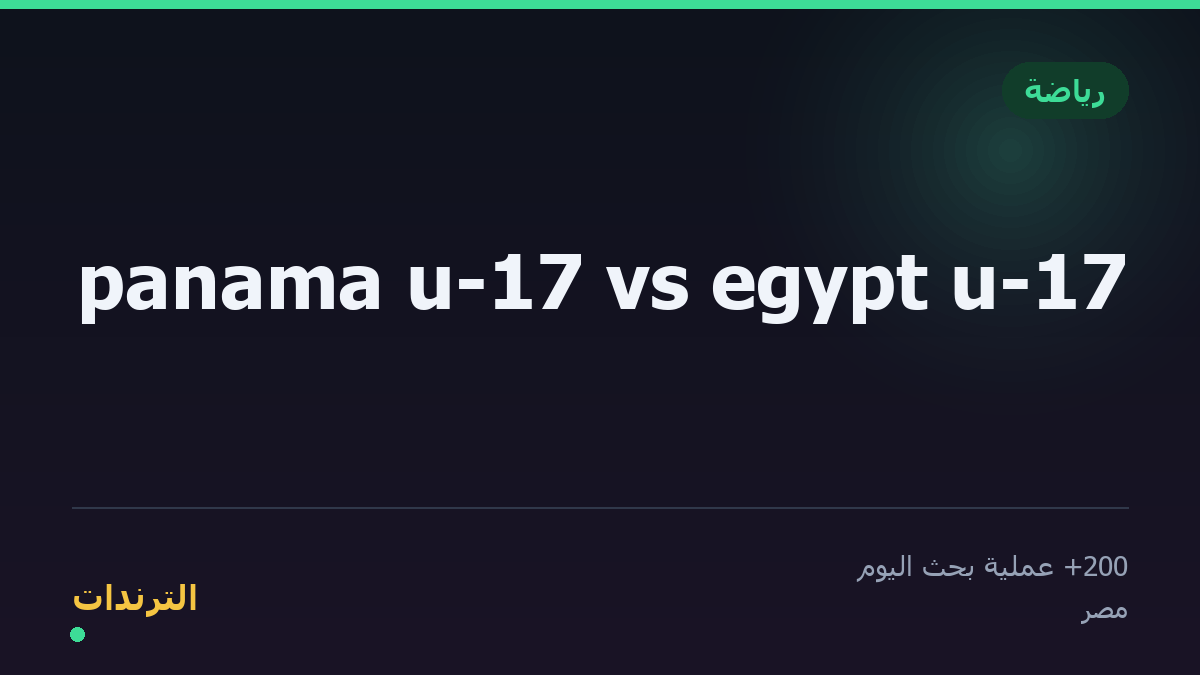 رياضة
panama u-17 vs egypt u-17
200+ عملية بحث اليوم
مصر
الترندات